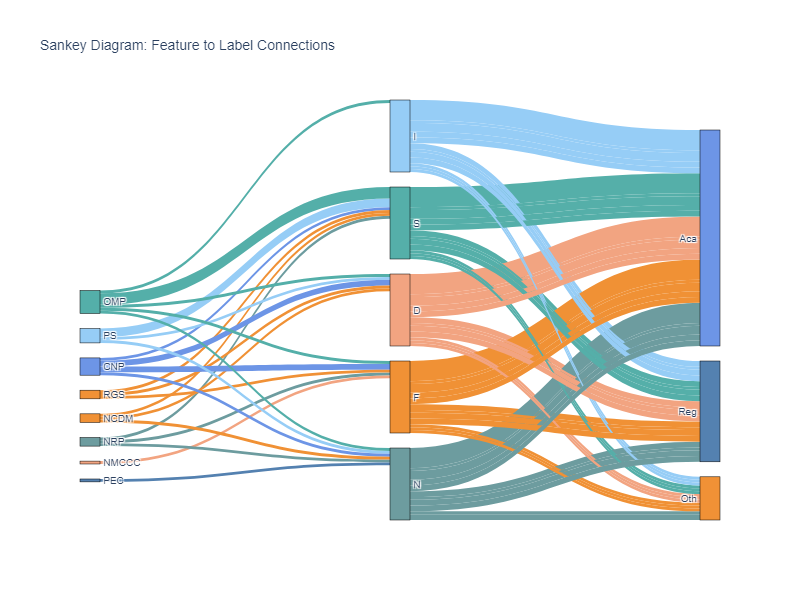 Sankey Diagram: Feature to Label Connections
I
S
D
F
N
Aca
Reg
Oth
OMP
PS
CNP
RGS
NCDM
NRP
NMCCC
PEC